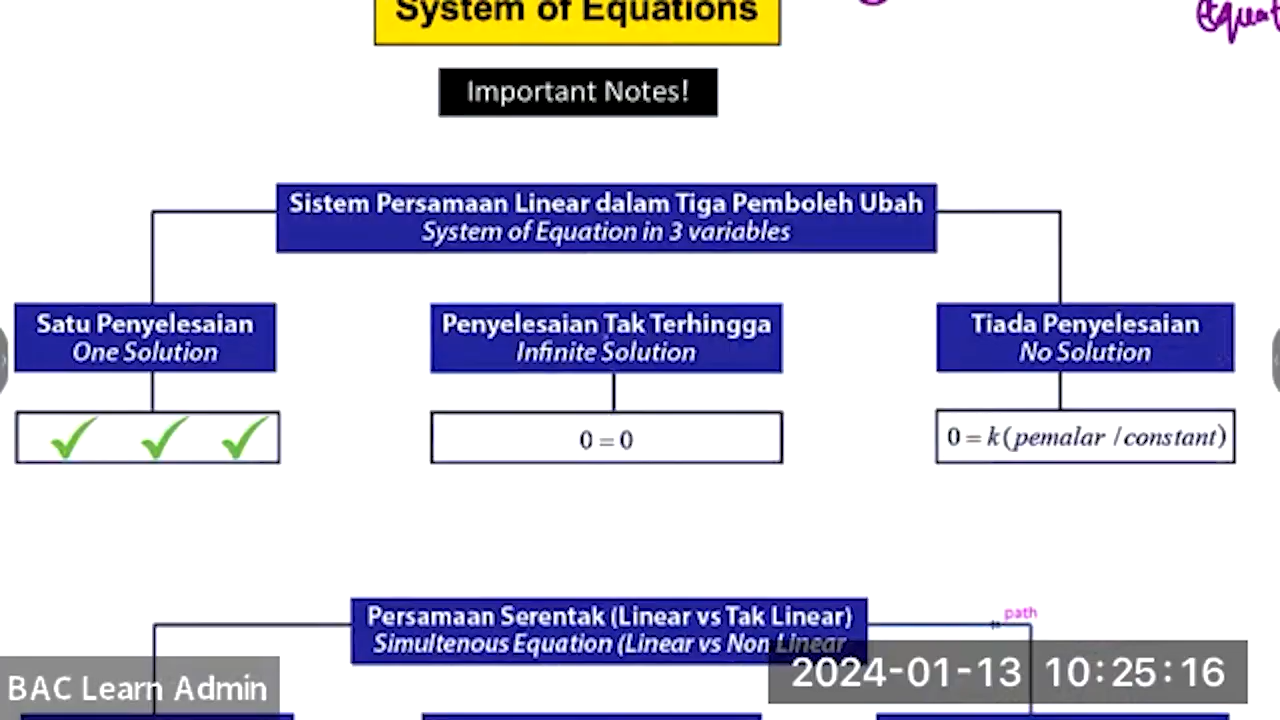 System of Equations
Important Notes!
Sistem Persamaan Linear dalam Tiga Pemboleh Ubah
System of Equation in 3 variables
Satu Penyelesaian
One Solution
Penyelesaian Tak Terhingga
Infinite Solution
Tiada Penyelesaian
No Solution
0 = 0
0 = k (pemalar / constant)
Persamaan Serentak (Linear vs Tak Linear)
Simultenous Equation (Linear vs Non Linear
path
2024-01-13 10:25:16
BAC Learn Admin